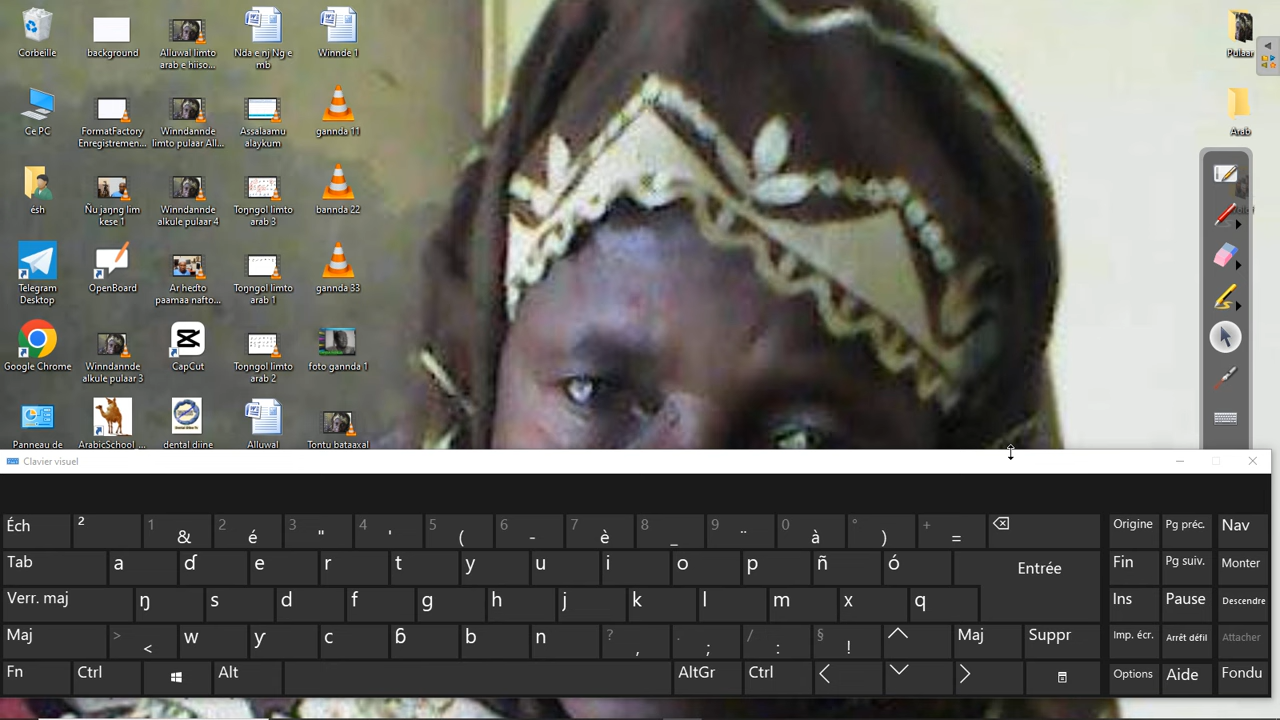 Corbeille
background
Alluwal limto
arab e hiiso...
Nda e nj Ng e
mb
Winnde 1
Pulaar
Ce PC
FormatFactory
Enregistremen...
Winndannde
limto pulaar All...
Assalaamu
alaykum
gannda 11
Arab
ésh
Ñu jaŋng lim
kese 1
Winndannde
alkule pulaar 4
Toŋngol limto
arab 3
bannda 22
Telegram
Desktop
OpenBoard
Ar hedto
paamaa nafto...
Toŋngol limto
arab 1
gannda 33
Google Chrome
Winndannde
alkule pulaar 3
CapCut
Toŋngol limto
arab 2
foto gannda 1
Panneau de
ArabicSchool_...
dental diine
Alluwal
Tontu bataaxal
Clavier visuel
Éch ² 1 & 2 é 3 " 4 ' 5 ( 6 - 7 è 8 _ 9 ¨ 0 à ° ) + = Origine Pg préc. Nav
Tab a ɗ e r t y u i o p ñ ó Entrée Fin Pg suiv. Monter
Verr. maj ŋ s d f g h j k l m x q Ins Pause Descendre
Maj > < w ƴ c ɓ b n ? , . ; / : § ! Maj Suppr Imp. écr. Arrêt défil Attacher
Fn Ctrl Alt AltGr Ctrl Options Aide Fondu